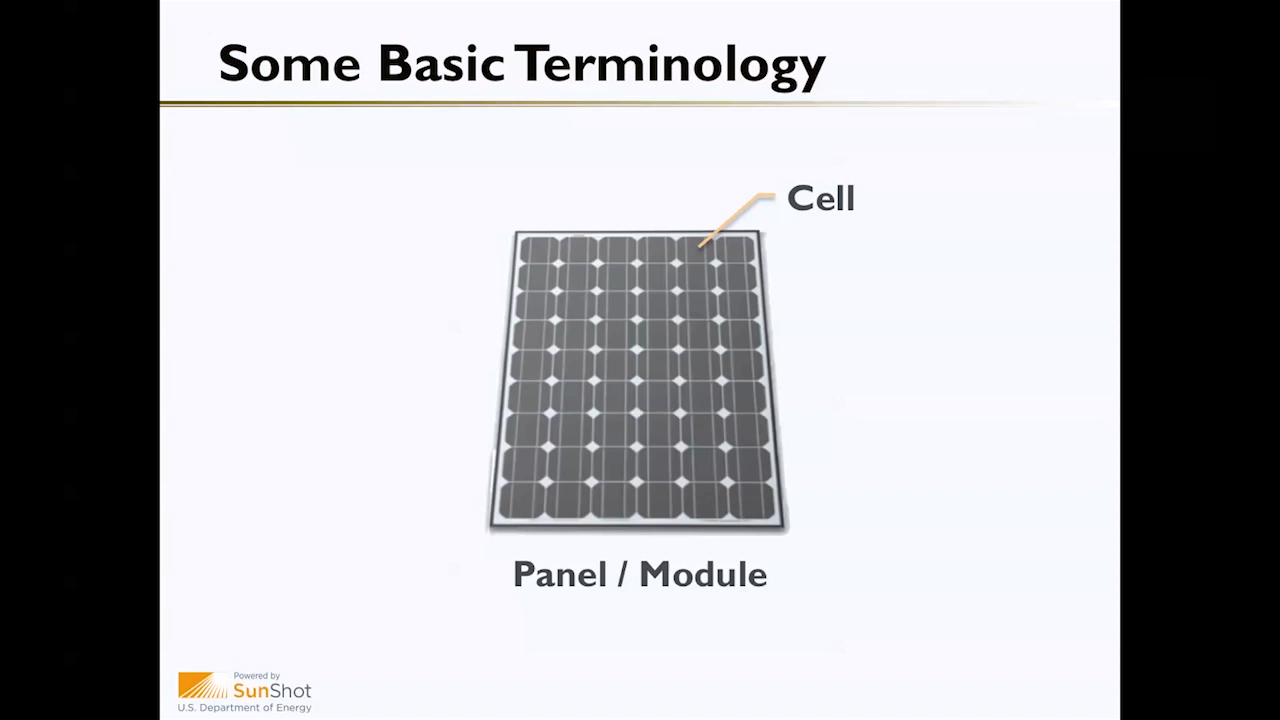 Some Basic Terminology
Cell
Panel / Module
Powered by
SunShot
U.S. Department of Energy